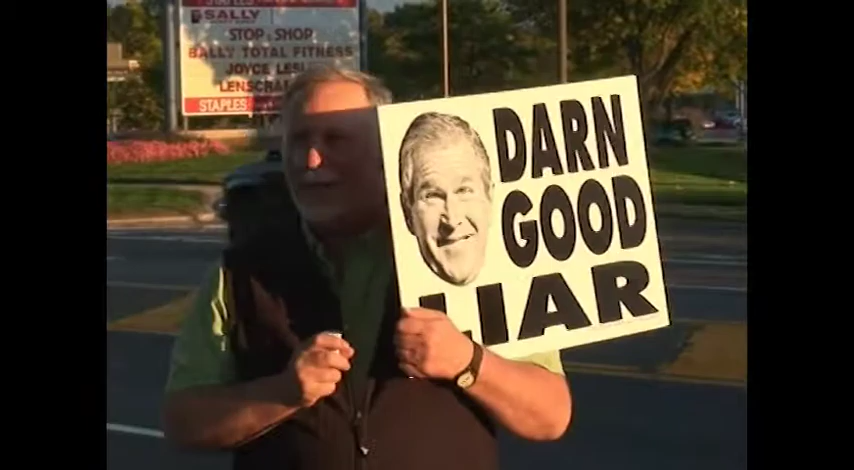 SALLY
STOP & SHOP
BALLY TOTAL FITNESS
JOYCE LESLI
LENSCRA
STAPLES
DARN
GOOD
LIAR